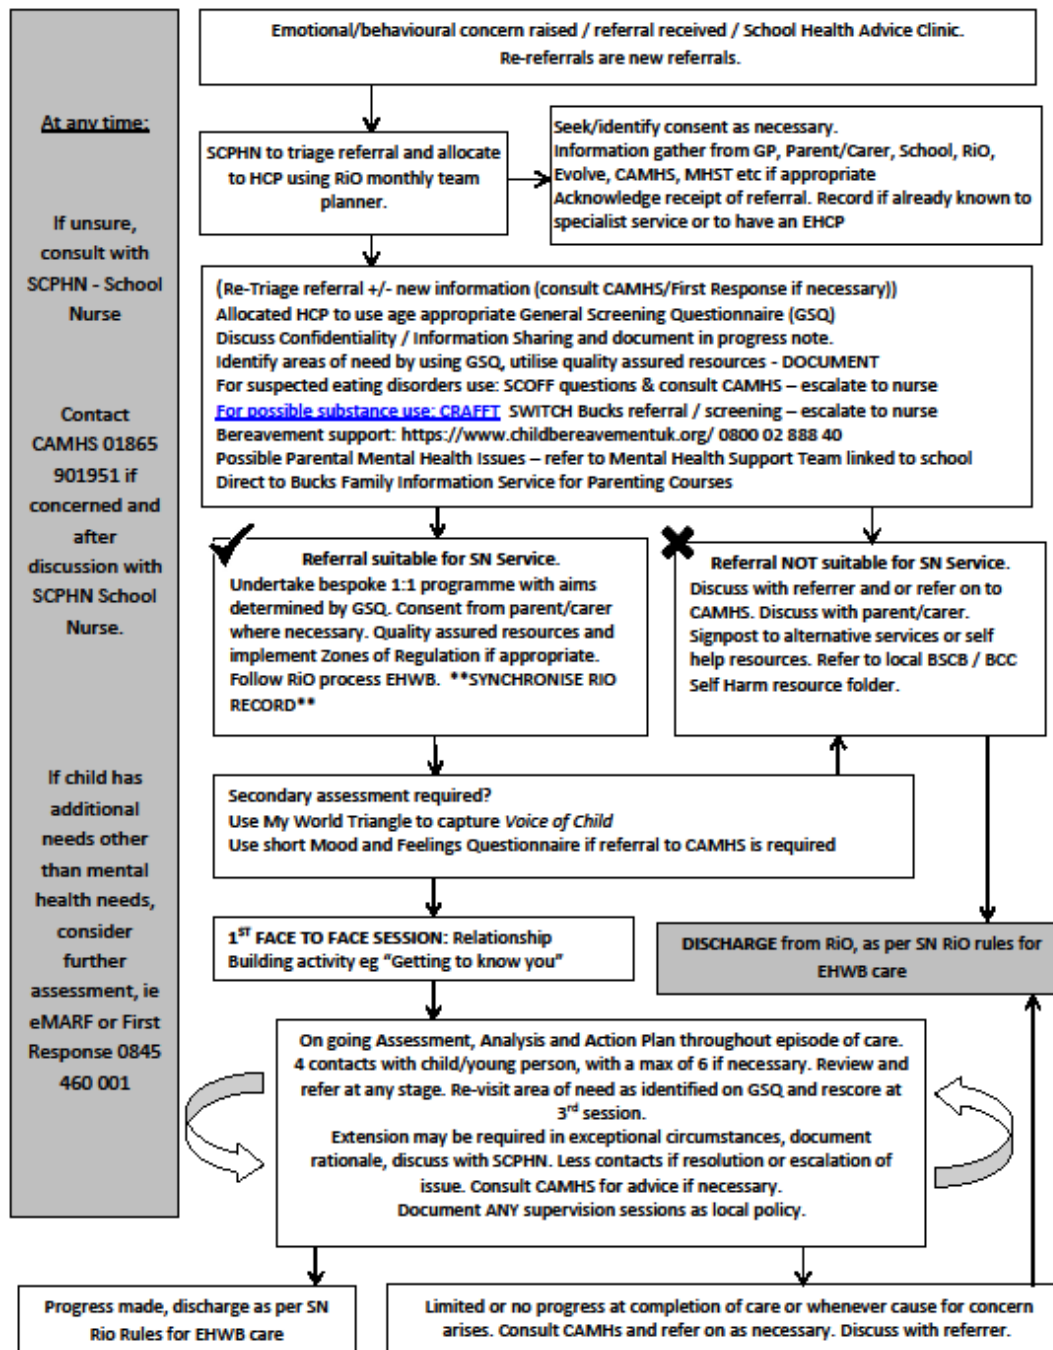 Emotional/behavioural concern raised / referral received / School Health Advice Clinic.
Re-referrals are new referrals.
At any time:
If unsure,
consult with
SCPHN - School
Nurse
Contact
CAMHS 01865
901951 if
concerned and
after
discussion with
SCPHN School
Nurse.
If child has
additional
needs other
than mental
health needs,
consider
further
assessment, ie
eMARF or First
Response 0845
460 001
SCPHN to triage referral and allocate
to HCP using RiO monthly team
planner.
Seek/identify consent as necessary.
Information gather from GP, Parent/Carer, School, RiO,
Evolve, CAMHS, MHST etc if appropriate
Acknowledge receipt of referral. Record if already known to
specialist service or to have an EHCP
(Re-Triage referral +/- new information (consult CAMHS/First Response if necessary))
Allocated HCP to use age appropriate General Screening Questionnaire (GSQ)
Discuss Confidentiality / Information Sharing and document in progress note.
Identify areas of need by using GSQ, utilise quality assured resources - DOCUMENT
For suspected eating disorders use: SCOFF questions & consult CAMHS – escalate to nurse
For possible substance use: CRAFFT SWITCH Bucks referral / screening – escalate to nurse
Bereavement support: https://www.childbereavementuk.org/ 0800 02 888 40
Possible Parental Mental Health Issues – refer to Mental Health Support Team linked to school
Direct to Bucks Family Information Service for Parenting Courses
Referral suitable for SN Service.
Undertake bespoke 1:1 programme with aims
determined by GSQ. Consent from parent/carer
where necessary. Quality assured resources and
implement Zones of Regulation if appropriate.
Follow RiO process EHWB. **SYNCHRONISE RIO
RECORD**
Referral NOT suitable for SN Service.
Discuss with referrer and or refer on to
CAMHS. Discuss with parent/carer.
Signpost to alternative services or self
help resources. Refer to local BSCB / BCC
Self Harm resource folder.
Secondary assessment required?
Use My World Triangle to capture Voice of Child
Use short Mood and Feelings Questionnaire if referral to CAMHS is required
1ST FACE TO FACE SESSION: Relationship
Building activity eg "Getting to know you"
DISCHARGE from RiO, as per SN RiO rules for
EHWB care
On going Assessment, Analysis and Action Plan throughout episode of care.
4 contacts with child/young person, with a max of 6 if necessary. Review and
refer at any stage. Re-visit area of need as identified on GSQ and rescore at
3rd session.
Extension may be required in exceptional circumstances, document
rationale, discuss with SCPHN. Less contacts if resolution or escalation of
issue. Consult CAMHS for advice if necessary.
Document ANY supervision sessions as local policy.
Progress made, discharge as per SN
Rio Rules for EHWB care
Limited or no progress at completion of care or whenever cause for concern
arises. Consult CAMHs and refer on as necessary. Discuss with referrer.